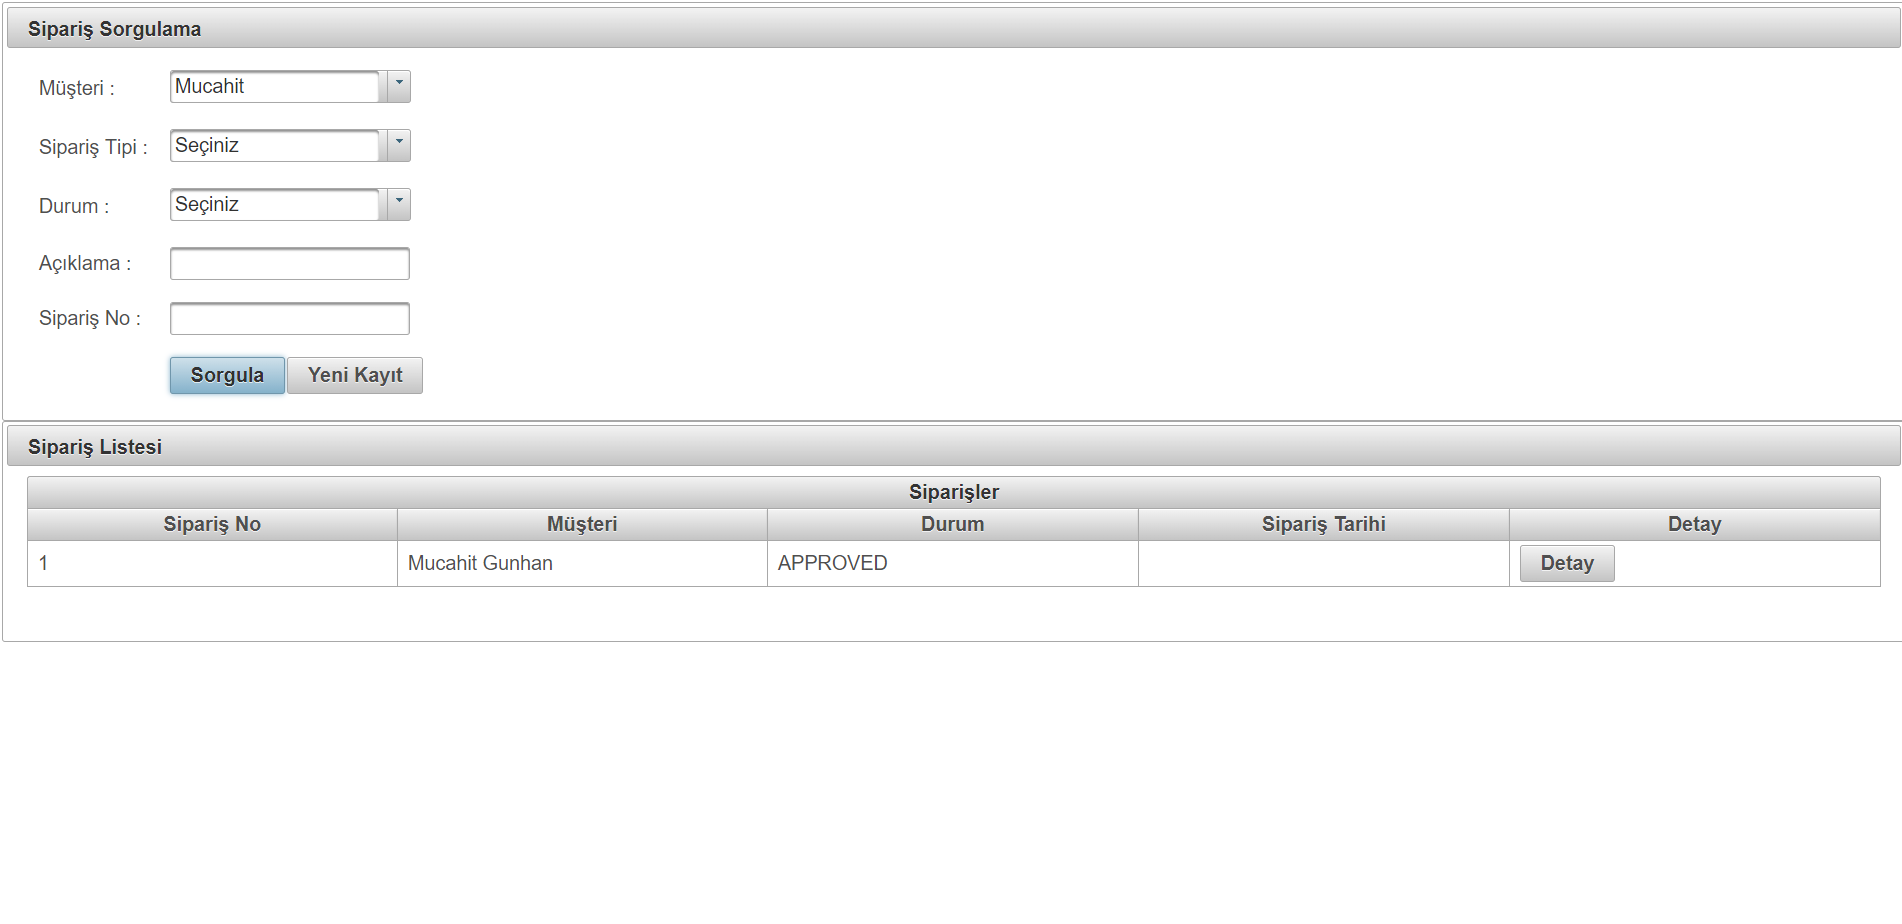 Sipariş Sorgulama
Müşteri : Mucahit
Sipariş Tipi : Seçiniz
Durum : Seçiniz
Açıklama :
Sipariş No :
Sorgula Yeni Kayıt
Sipariş Listesi
Siparişler
Sipariş No Müşteri Durum Sipariş Tarihi Detay
1 Mucahit Gunhan APPROVED Detay